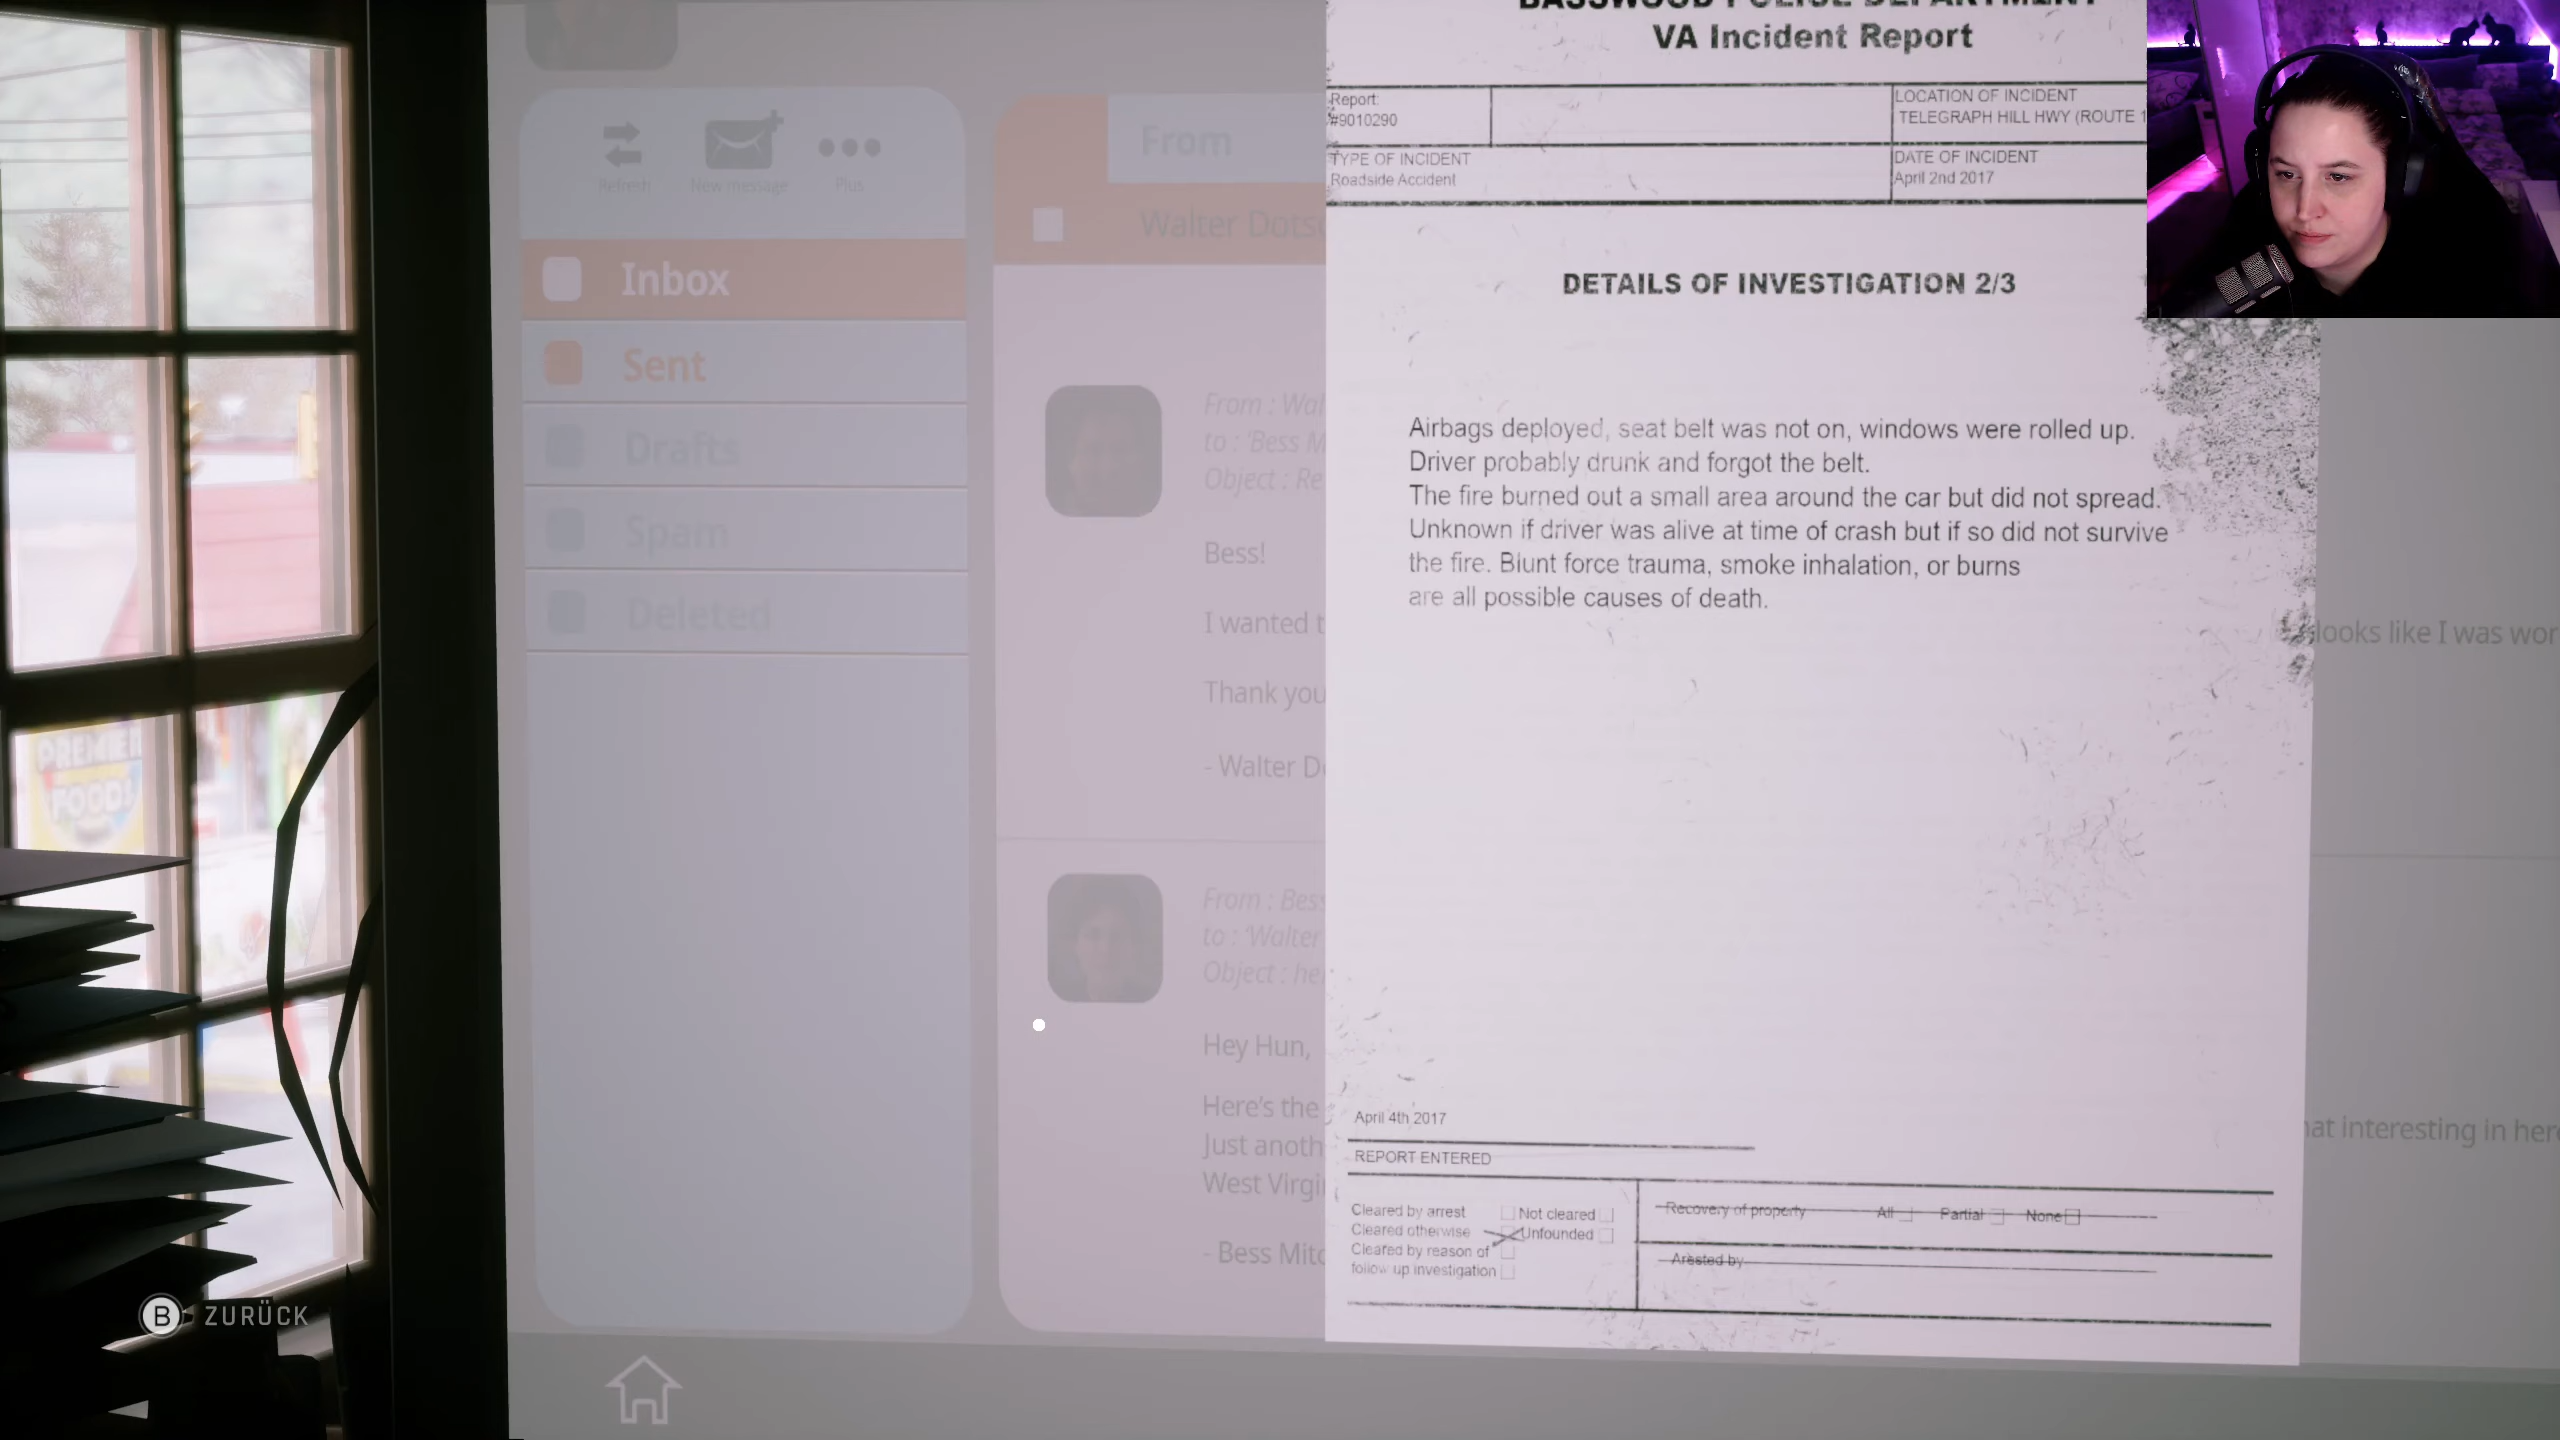 BASSWOOD POLICE DEPARTMENT
VA Incident Report
Report:
#9010290
LOCATION OF INCIDENT
TELEGRAPH HILL HWY (ROUTE 1
TYPE OF INCIDENT
Roadside Accident
DATE OF INCIDENT
April 2nd 2017
DETAILS OF INVESTIGATION 2/3
Airbags deployed, seat belt was not on, windows were rolled up.
Driver probably drunk and forgot the belt.
The fire burned out a small area around the car but did not spread.
Unknown if driver was alive at time of crash but if so did not survive
the fire. Blunt force trauma, smoke inhalation, or burns
are all possible causes of death.
April 4th 2017
REPORT ENTERED
Cleared by arrest
Not cleared
Cleared otherwise
Unfounded
Cleared by reason of
follow up investigation
Recovery of property All Partial None
Arested by
Refresh
New message
Plus
Inbox
Sent
Drafts
Spam
Deleted
From
Walter Dots
From : Wal
to : 'Bess M
Object : Re
Bess!
I wanted t
Thank you
- Walter D
looks like I was wor
From : Bess
to : 'Walter
Object : he
Hey Hun,
Here's the
Just anoth
West Virgi
- Bess Mitc
hat interesting in her
PREMIER
FOOD
B ZURÜCK